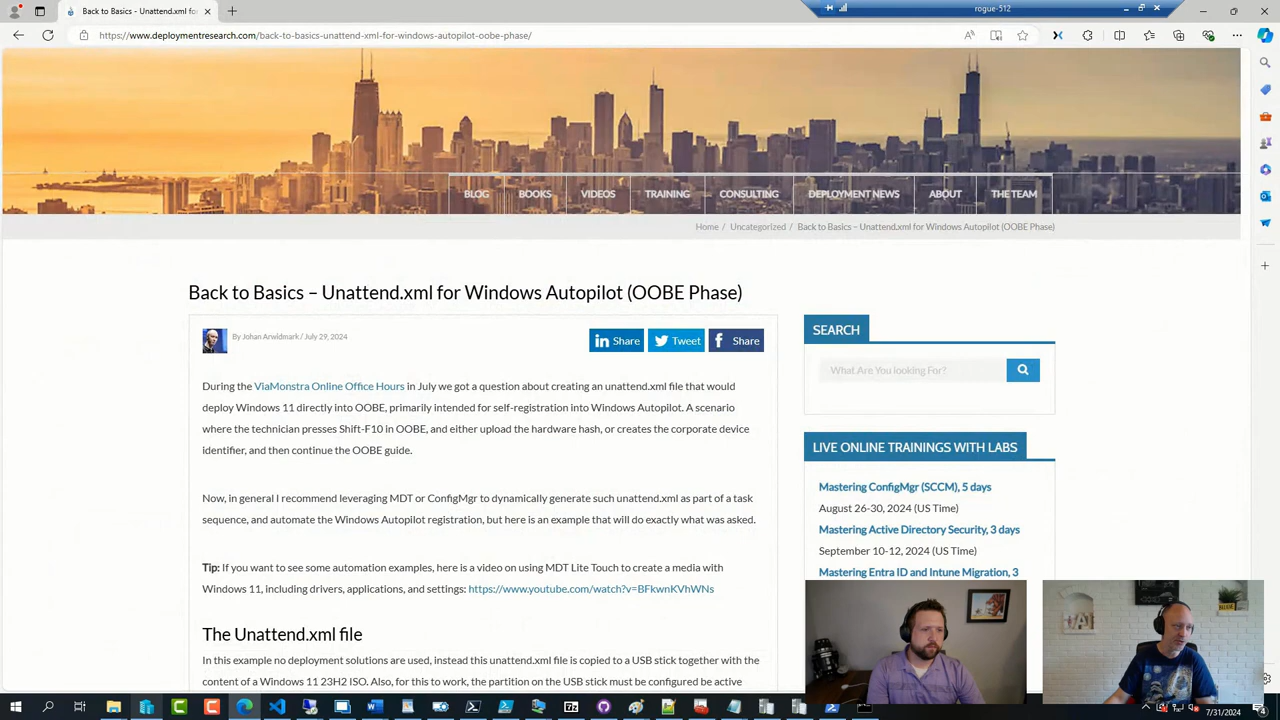 Back to Basics - Unattend.xml for
rogue-512
https://www.deploymentresearch.com/back-to-basics-unattend-xml-for-windows-autopilot-oobe-phase/
BLOG
BOOKS
VIDEOS
TRAINING
CONSULTING
DEPLOYMENT NEWS
ABOUT
THE TEAM
Home / Uncategorized / Back to Basics – Unattend.xml for Windows Autopilot (OOBE Phase)
Back to Basics – Unattend.xml for Windows Autopilot (OOBE Phase)
By Johan Arwidmark / July 29, 2024
Share
Tweet
Share
During the ViaMonstra Online Office Hours in July we got a question about creating an unattend.xml file that would
deploy Windows 11 directly into OOBE, primarily intended for self-registration into Windows Autopilot. A scenario
where the technician presses Shift-F10 in OOBE, and either upload the hardware hash, or creates the corporate device
identifier, and then continue the OOBE guide.
Now, in general I recommend leveraging MDT or ConfigMgr to dynamically generate such unattend.xml as part of a task
sequence, and automate the Windows Autopilot registration, but here is an example that will do exactly what was asked.
Tip: If you want to see some automation examples, here is a video on using MDT Lite Touch to create a media with
Windows 11, including drivers, applications, and settings: https://www.youtube.com/watch?v=BFkwnKVhWNs
The Unattend.xml file
In this example no deployment solutions are used, instead this unattend.xml file is copied to a USB stick together with the
content of a Windows 11 23H2 ISO. Also, for this to work, the partition on the USB stick must be configured be active
SEARCH
What Are You looking For?
LIVE ONLINE TRAININGS WITH LABS
Mastering ConfigMgr (SCCM), 5 days
August 26-30, 2024 (US Time)
Mastering Active Directory Security, 3 days
September 10-12, 2024 (US Time)
Mastering Entra ID and Intune Migration, 3
7/31/2024